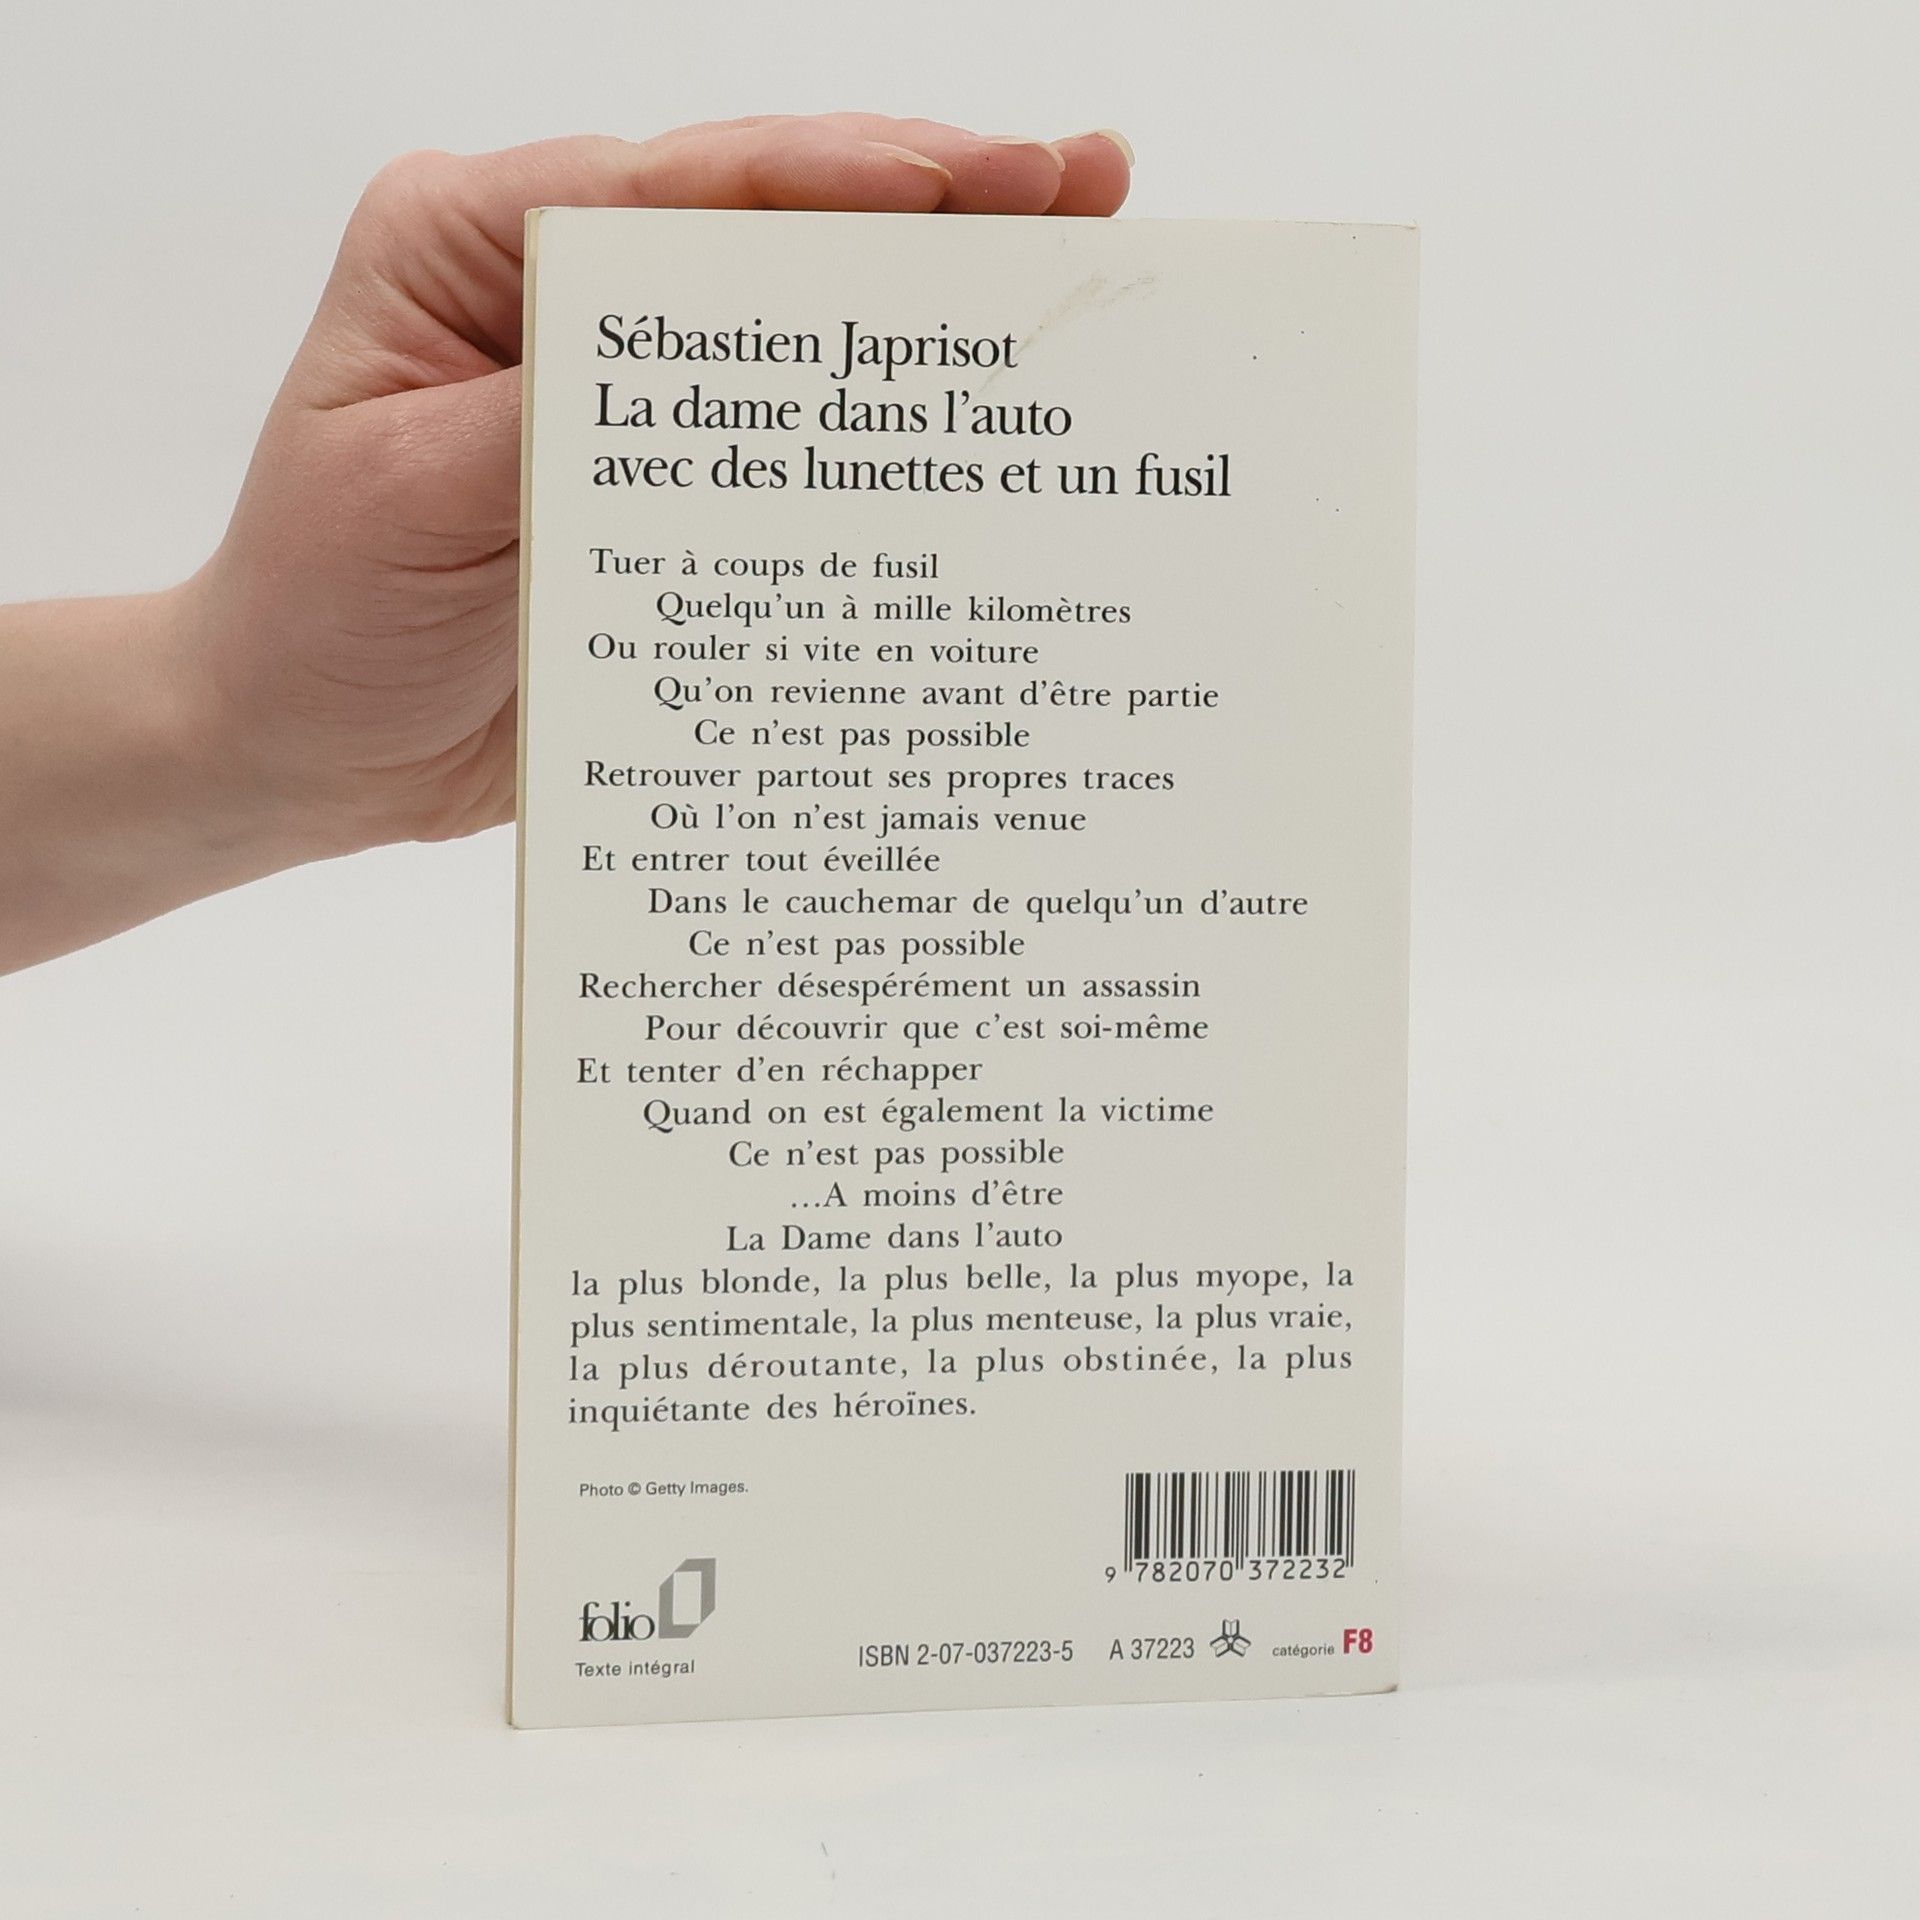 Sébastien Japrisot
La dame dans l'auto
avec des lunettes et un fusil
Tuer à coups de fusil
Quelqu'un à mille kilomètres
Ou rouler si vite en voiture
Qu'on revienne avant d'être partie
Ce n'est pas possible
Retrouver partout ses propres traces
Où l'on n'est jamais venue
Et entrer tout éveillée
Dans le cauchemar de quelqu'un d'autre
Ce n'est pas possible
Rechercher désespérément un assassin
Pour découvrir que c'est soi-même
Et tenter d'en réchapper
Quand on est également la victime
Ce n'est pas possible
...A moins d'être
La Dame dans l'auto
la plus blonde, la plus belle, la plus myope, la
plus sentimentale, la plus menteuse, la plus vraie,
la plus déroutante, la plus obstinée, la plus
inquiétante des héroïnes.
Photo © Getty Images.
9 782070 372232
folio
Texte intégral
ISBN 2-07-037223-5 A 37223 catégorie F8